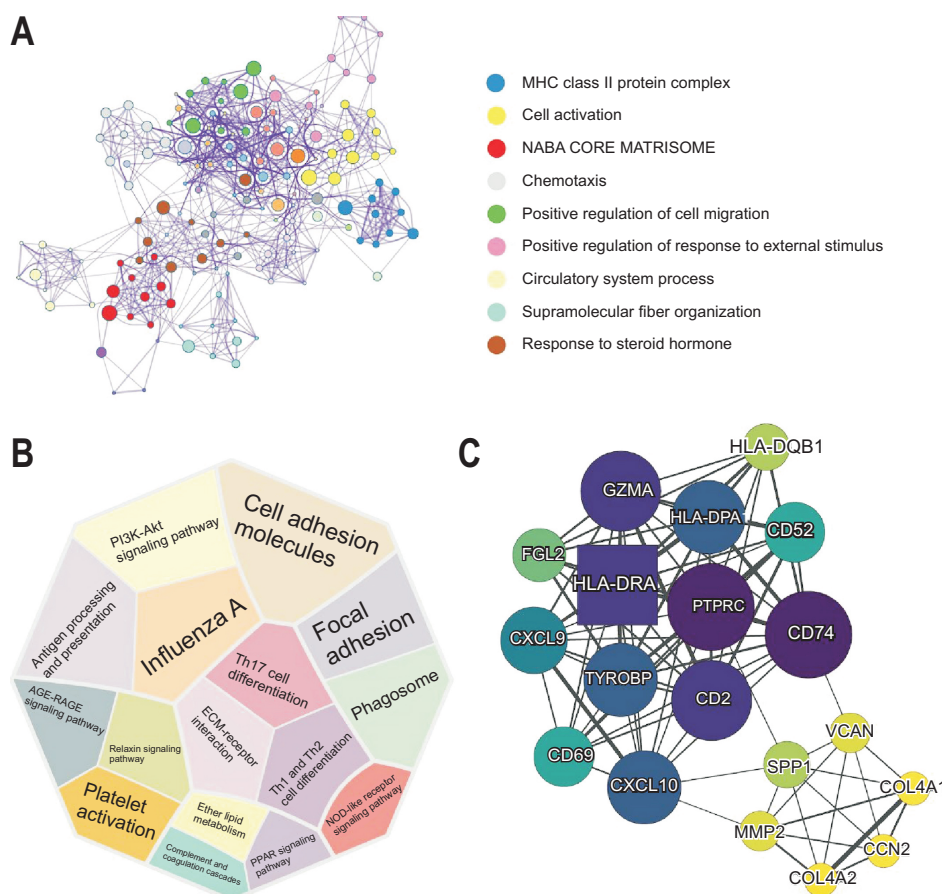 A
MHC class II protein complex
Cell activation
NABA CORE MATRISOME
Chemotaxis
Positive regulation of cell migration
Positive regulation of response to external stimulus
Circulatory system process
Supramolecular fiber organization
Response to steroid hormone
B
PI3K-Akt
signaling pathway
Cell adhesion
molecules
Antigen processing
and presentation
Influenza A
Focal
adhesion
Th17 cell
differentiation
Phagosome
AGE-RAGE
signaling pathway
Relaxin signaling
pathway
ECM-receptor
interaction
Th1 and Th2
cell differentiation
Platelet
activation
Ether lipid
metabolism
NOD-like receptor
signaling pathway
Complement and
coagulation cascades
PPAR signaling
pathway
C
HLA-DQB1
GZMA
HLA-DPA
CD52
FGL2
HLA-DRA
PTPRC
CXCL9
CD74
TYROBP
CD2
CD69
CXCL10
VCAN
SPP1
COL4A1
MMP2
CCN2
COL4A2